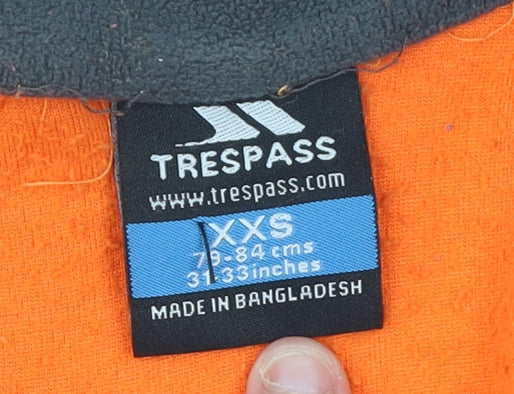 TRESPASS
www.trespass.com
XXS
79-84 cms
31-33inches
MADE IN BANGLADESH